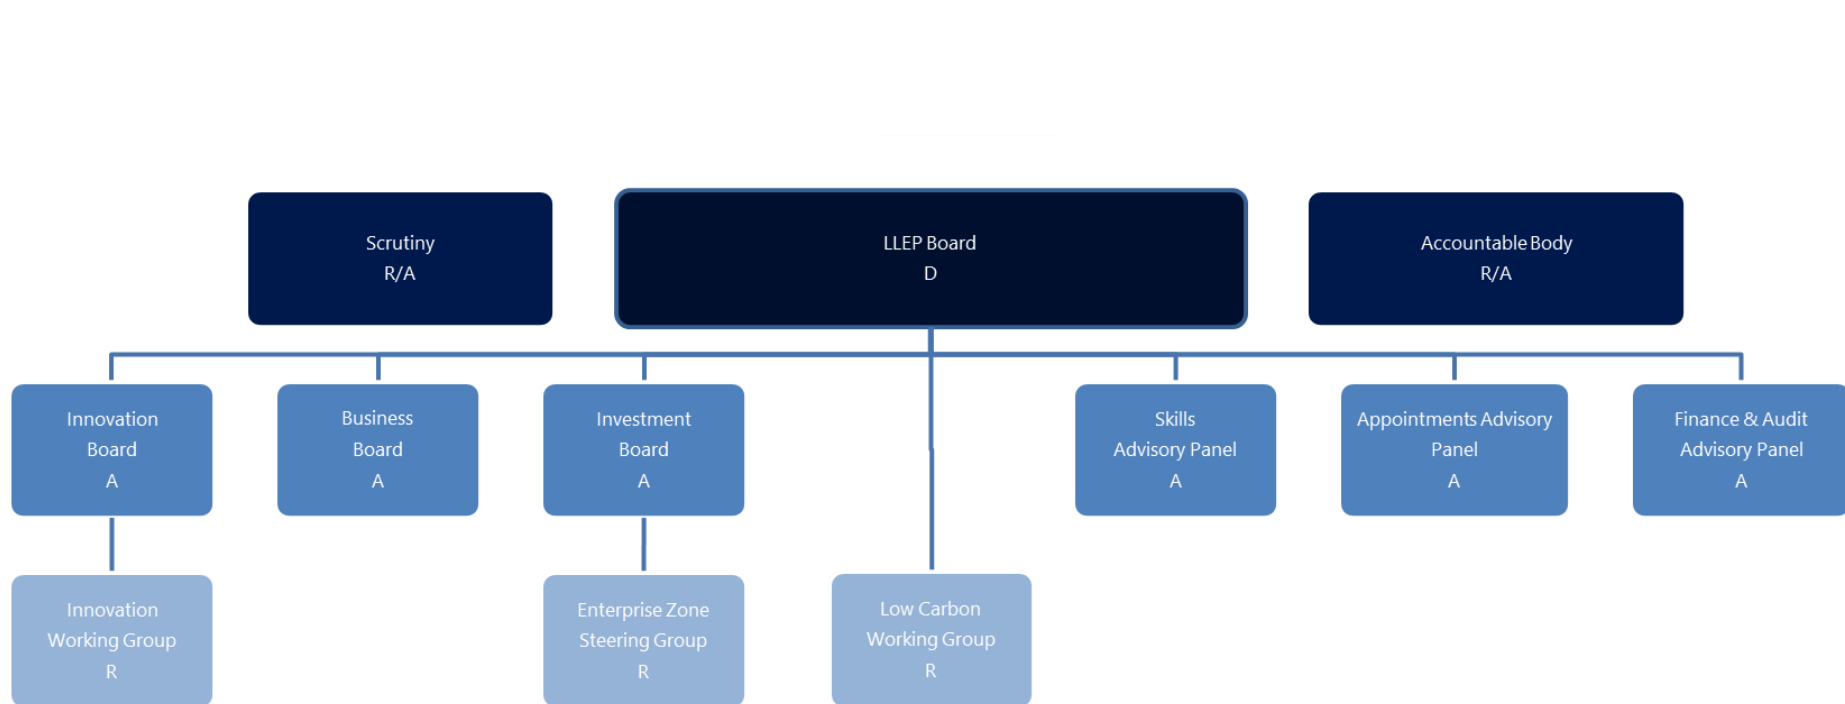 Scrutiny
R/A
LLEP Board
D
Accountable Body
R/A
Innovation
Board
A
Business
Board
A
Investment
Board
A
Skills
Advisory Panel
A
Appointments Advisory
Panel
A
Finance & Audit
Advisory Panel
A
Innovation
Working Group
R
Enterprise Zone
Steering Group
R
Low Carbon
Working Group
R